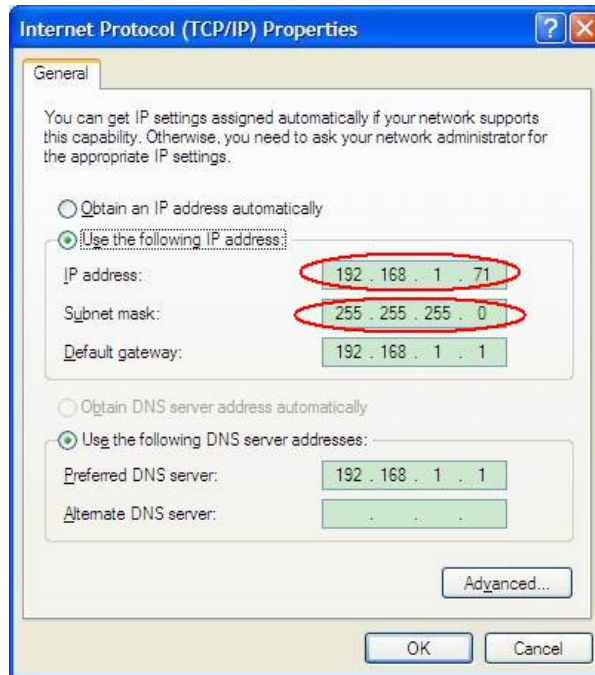 Internet Protocol (TCP/IP) Properties
General
You can get IP settings assigned automatically if your network supports
this capability. Otherwise, you need to ask your network administrator for
the appropriate IP settings.
Obtain an IP address automatically
Use the following IP address:
IP address: 192 . 168 . 1 . 71
Subnet mask: 255 . 255 . 255 . 0
Default gateway: 192 . 168 . 1 . 1
Obtain DNS server address automatically
Use the following DNS server addresses:
Preferred DNS server: 192 . 168 . 1 . 1
Alternate DNS server: . . .
Advanced...
OK Cancel